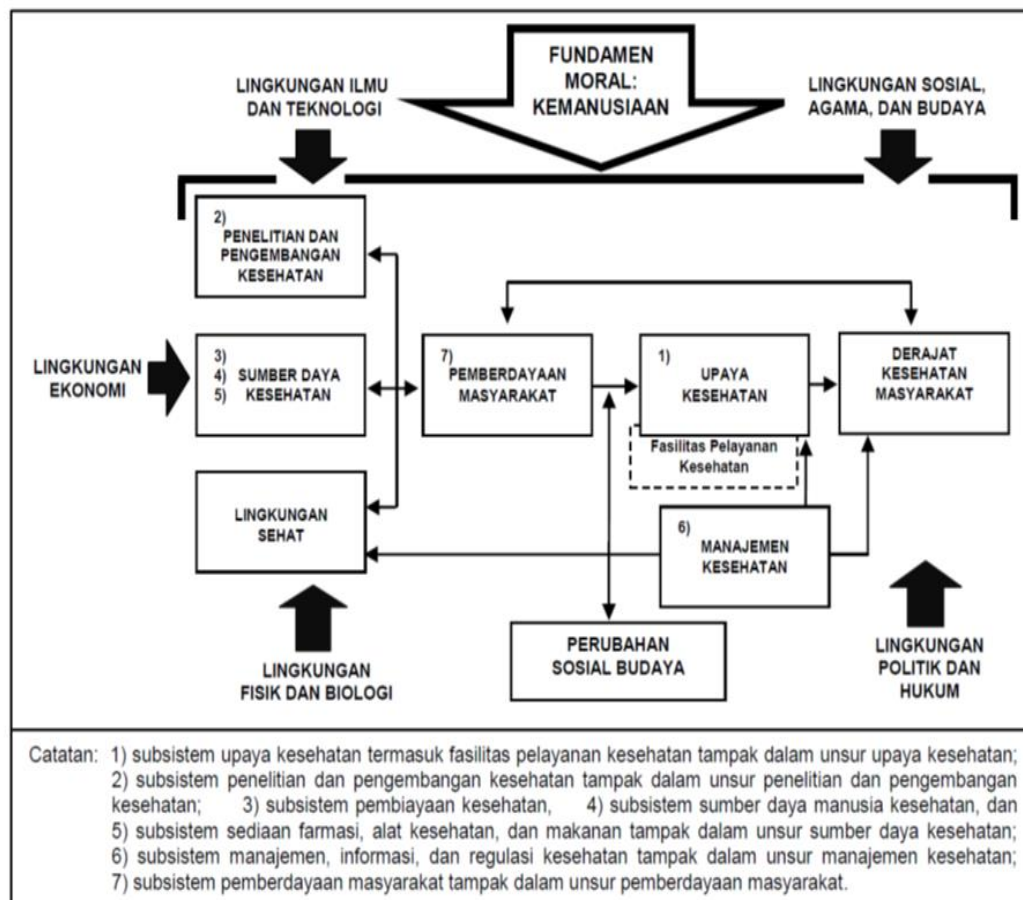 FUNDAMEN
MORAL:
KEMANUSIAAN
LINGKUNGAN ILMU
DAN TEKNOLOGI
LINGKUNGAN SOSIAL,
AGAMA, DAN BUDAYA
2)
PENELITIAN DAN
PENGEMBANGAN
KESEHATAN
LINGKUNGAN
EKONOMI
3)
4) SUMBER DAYA
5) KESEHATAN
7) PEMBERDAYAAN
MASYARAKAT
1)
UPAYA
KESEHATAN
Fasilitas Pelayanan
Kesehatan
DERAJAT
KESEHATAN
MASYARAKAT
LINGKUNGAN
SEHAT
6)
MANAJEMEN
KESEHATAN
PERUBAHAN
SOSIAL BUDAYA
LINGKUNGAN
FISIK DAN BIOLOGI
LINGKUNGAN
POLITIK DAN
HUKUM
Catatan: 1) subsistem upaya kesehatan termasuk fasilitas pelayanan kesehatan tampak dalam unsur upaya kesehatan;
2) subsistem penelitian dan pengembangan kesehatan tampak dalam unsur penelitian dan pengembangan
kesehatan; 3) subsistem pembiayaan kesehatan, 4) subsistem sumber daya manusia kesehatan, dan
5) subsistem sediaan farmasi, alat kesehatan, dan makanan tampak dalam unsur sumber daya kesehatan;
6) subsistem manajemen, informasi, dan regulasi kesehatan tampak dalam unsur manajemen kesehatan;
7) subsistem pemberdayaan masyarakat tampak dalam unsur pemberdayaan masyarakat.